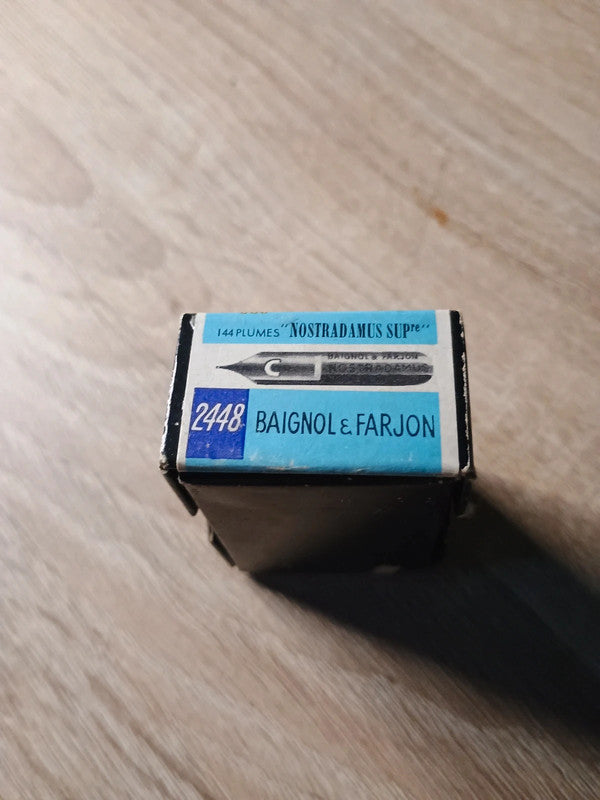 144 PLUMES "NOSTRADAMUS SUPre"
BAIGNOL & FARJON
C NOSTRADAMUS
2448 BAIGNOL & FARJON